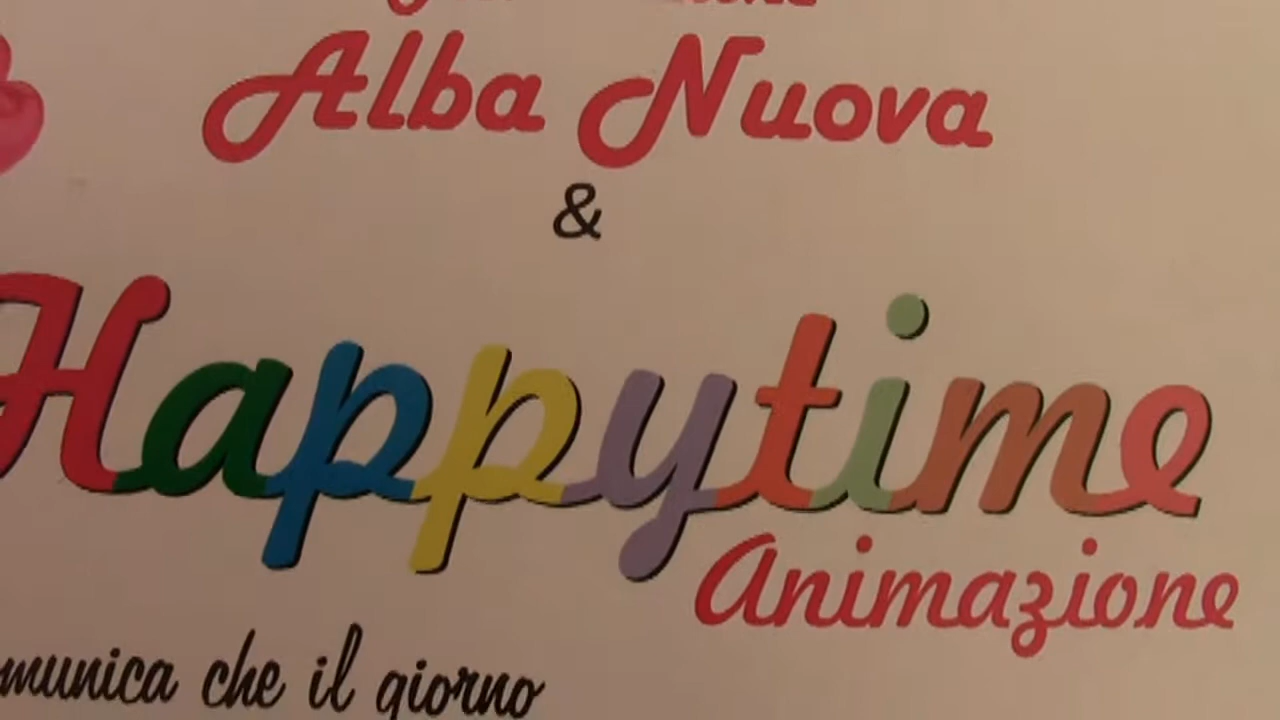 Alba Nuova
&
Happytime
Animazione
munica che il giorno